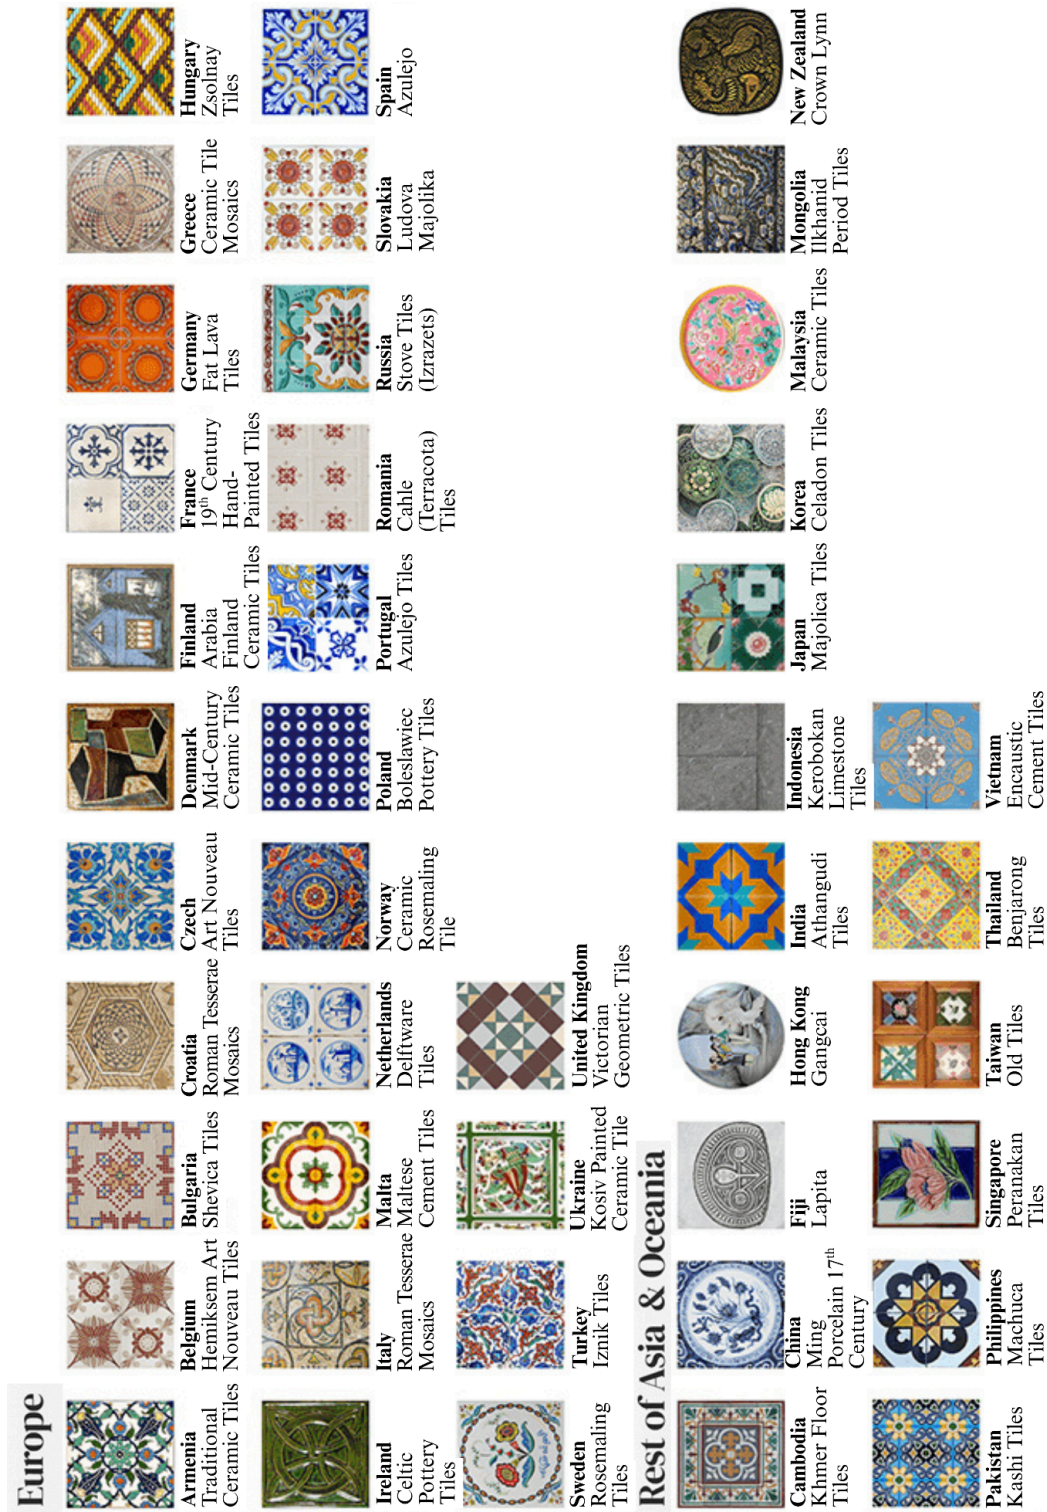 Europe
Armenia
Traditional
Ceramic Tiles
Belgium
Hemiksem Art
Nouveau Tiles
Bulgaria
Shevica Tiles
Croatia
Roman Tesserae
Mosaics
Czech
Art Nouveau
Tiles
Denmark
Mid-Century
Ceramic Tiles
Finland
Arabia
Finland
Ceramic Tiles
France
19th Century
Hand-
Painted Tiles
Germany
Fat Lava
Tiles
Greece
Ceramic Tile
Mosaics
Hungary
Zsolnay
Tiles
Ireland
Celtic
Pottery
Tiles
Italy
Roman Tesserae
Mosaics
Malta
Maltese
Cement Tiles
Netherlands
Delftware
Tiles
Norway
Ceramic
Rosemaling
Tile
Poland
Boleslawiec
Pottery Tiles
Portugal
Azulejo Tiles
Romania
Cahle
(Terracota)
Tiles
Russia
Stove Tiles
(Izrazets)
Slovakia
Ludova
Majolika
Spain
Azulejo
Sweden
Rosemaling
Tiles
Turkey
Iznik Tiles
Ukraine
Kosiv Painted
Ceramic Tile
United Kingdom
Victorian
Geometric Tiles
Rest of Asia & Oceania
Cambodia
Khmer Floor
Tiles
China
Ming
Porcelain 17th
Century
Fiji
Lapita
Hong Kong
Gangcai
India
Athangudi
Tiles
Indonesia
Kerobokan
Limestone
Tiles
Japan
Majolica Tiles
Korea
Celadon Tiles
Malaysia
Ceramic Tiles
Mongolia
Ilkhanid
Period Tiles
New Zealand
Crown Lynn
Pakistan
Kashi Tiles
Philippines
Machuca
Tiles
Singapore
Peranakan
Tiles
Taiwan
Old Tiles
Thailand
Benjarong
Tiles
Vietnam
Encaustic
Cement Tiles